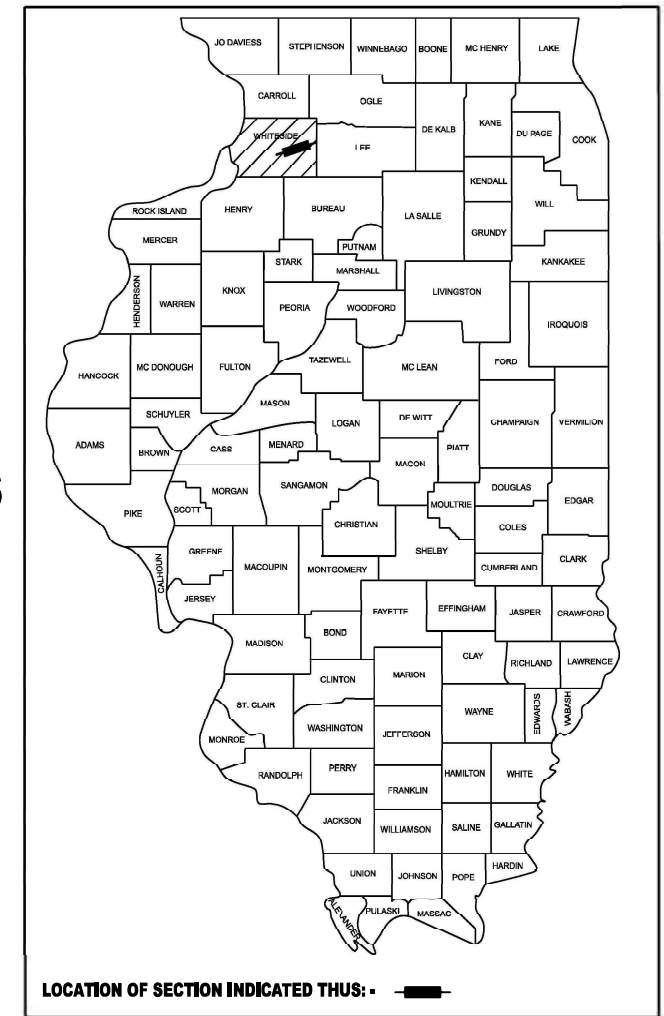 JO DAVIESS
STEPHENSON
WINNEBAGO
BOONE
MC HENRY
LAKE
CARROLL
OGLE
DE KALB
KANE
DU PAGE
COOK
WHITESIDE
LEE
KENDALL
WILL
ROCK ISLAND
HENRY
BUREAU
LA SALLE
GRUNDY
MERCER
PUTNAM
KANKAKEE
STARK
MARSHALL
HENDERSON
WARREN
KNOX
PEORIA
WOODFORD
LIVINGSTON
IROQUOIS
HANCOCK
MC DONOUGH
FULTON
TAZEWELL
MC LEAN
FORD
MASON
SCHUYLER
LOGAN
DE WITT
CHAMPAIGN
VERMILION
ADAMS
BROWN
CASS
MENARD
PIATT
MACON
MORGAN
SANGAMON
DOUGLAS
EDGAR
PIKE
SCOTT
CHRISTIAN
MOULTRIE
COLES
GREENE
MACOUPIN
MONTGOMERY
SHELBY
CUMBERLAND
CLARK
CALHOUN
JERSEY
FAYETTE
EFFINGHAM
JASPER
CRAWFORD
MADISON
BOND
CLAY
RICHLAND
LAWRENCE
CLINTON
MARION
ST. CLAIR
WAYNE
EDWARDS
WABASH
MONROE
WASHINGTON
JEFFERSON
RANDOLPH
PERRY
HAMILTON
WHITE
FRANKLIN
JACKSON
WILLIAMSON
SALINE
GALLATIN
UNION
JOHNSON
POPE
HARDIN
ALEXANDER
PULASKI
MASSAC
LOCATION OF SECTION INDICATED THUS: -